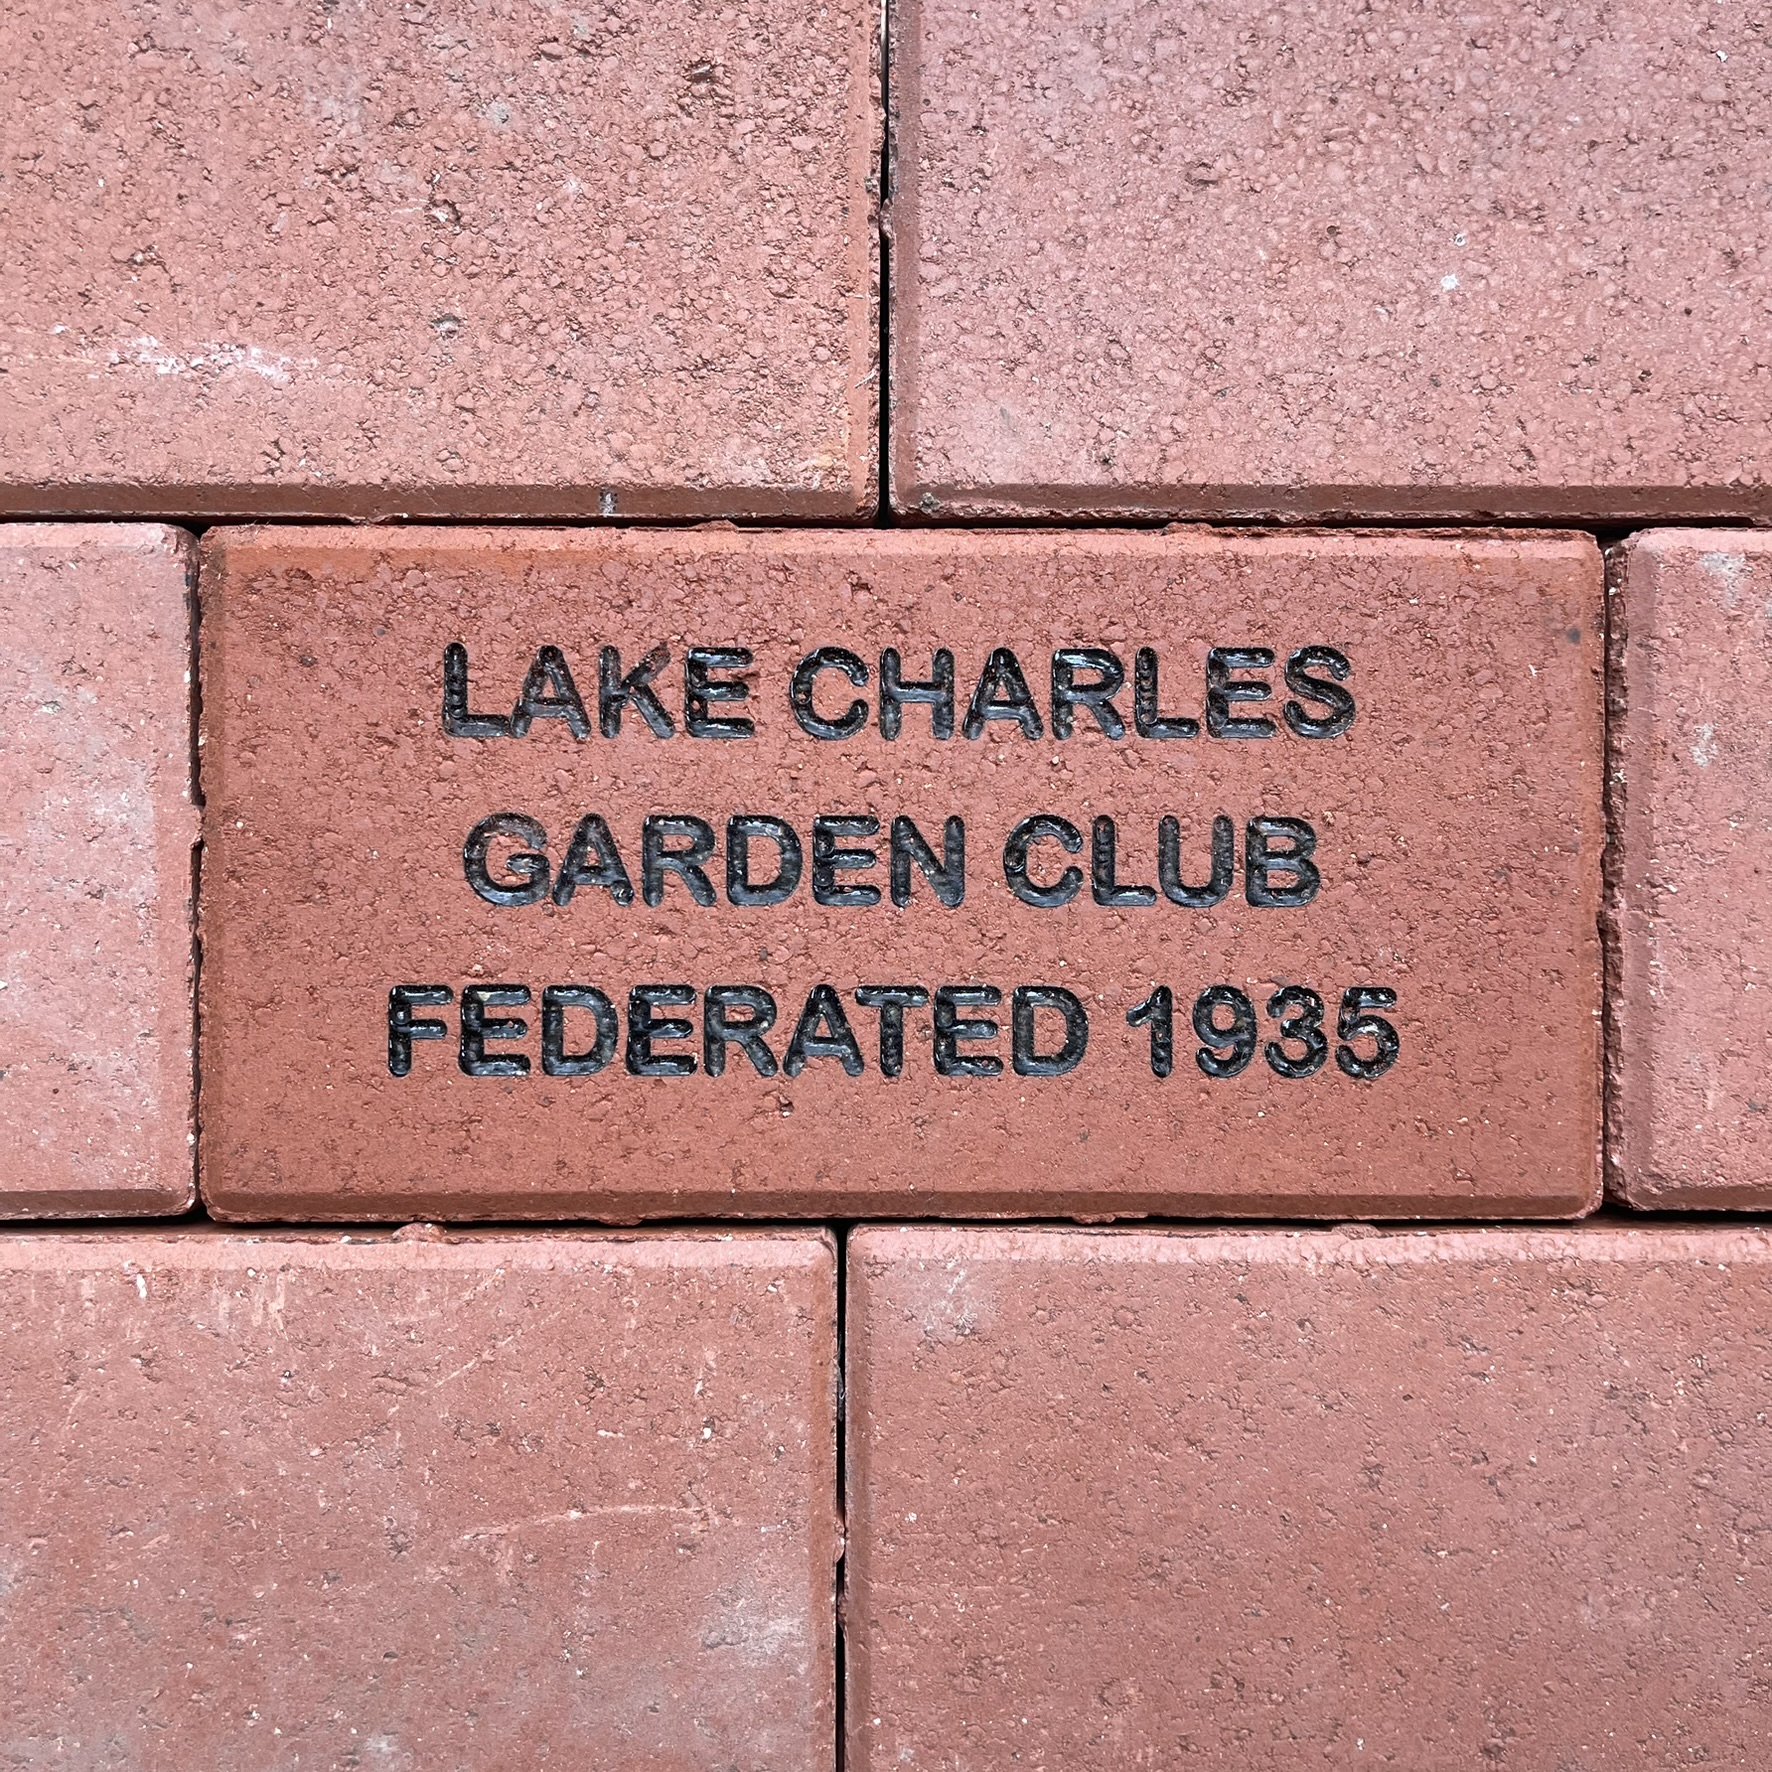 LAKE CHARLES
GARDEN CLUB
FEDERATED 1935